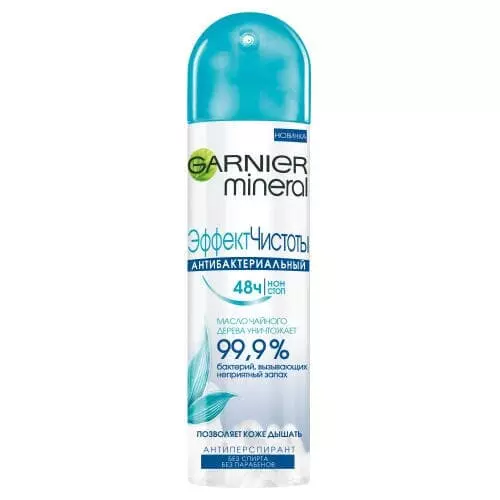 НОВИНКА
GARNIER
mineral
ЭффектЧистоты
АНТИБАКТЕРИАЛЬНЫЙ
48ч НОН
СТОП
МАСЛО ЧАЙНОГО
ДЕРЕВА УНИЧТОЖАЕТ
99,9%
бактерий, вызывающих
неприятный запах
ПОЗВОЛЯЕТ КОЖЕ ДЫШАТЬ
АНТИПЕРСПИРАНТ
БЕЗ СПИРТА
БЕЗ ПАРАБЕНОВ